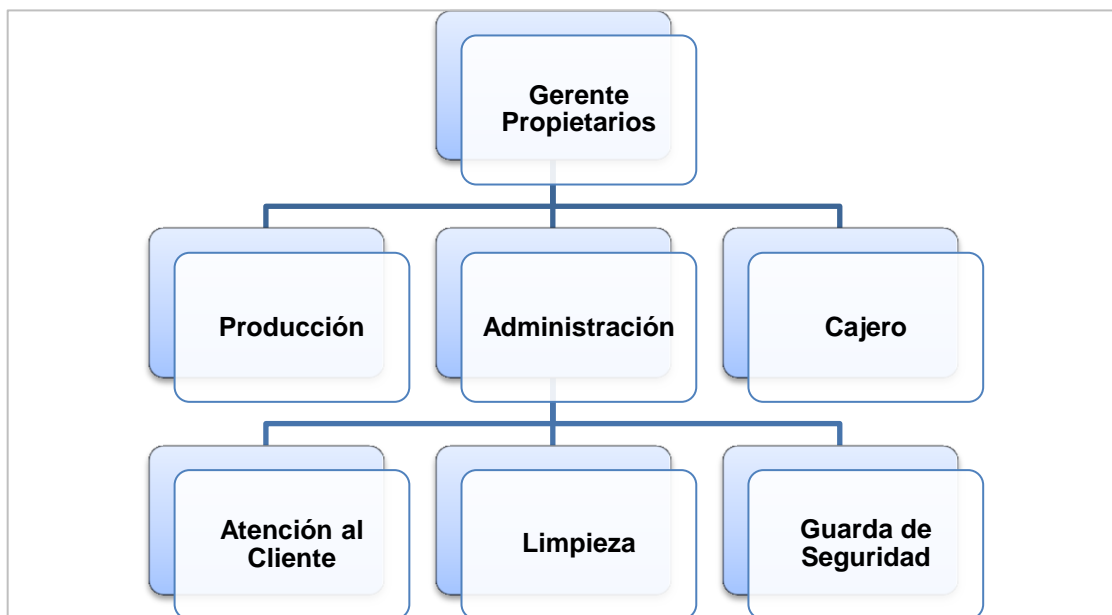 Gerente
Propietarios
Producción
Administración
Cajero
Atención al
Cliente
Limpieza
Guarda de
Seguridad